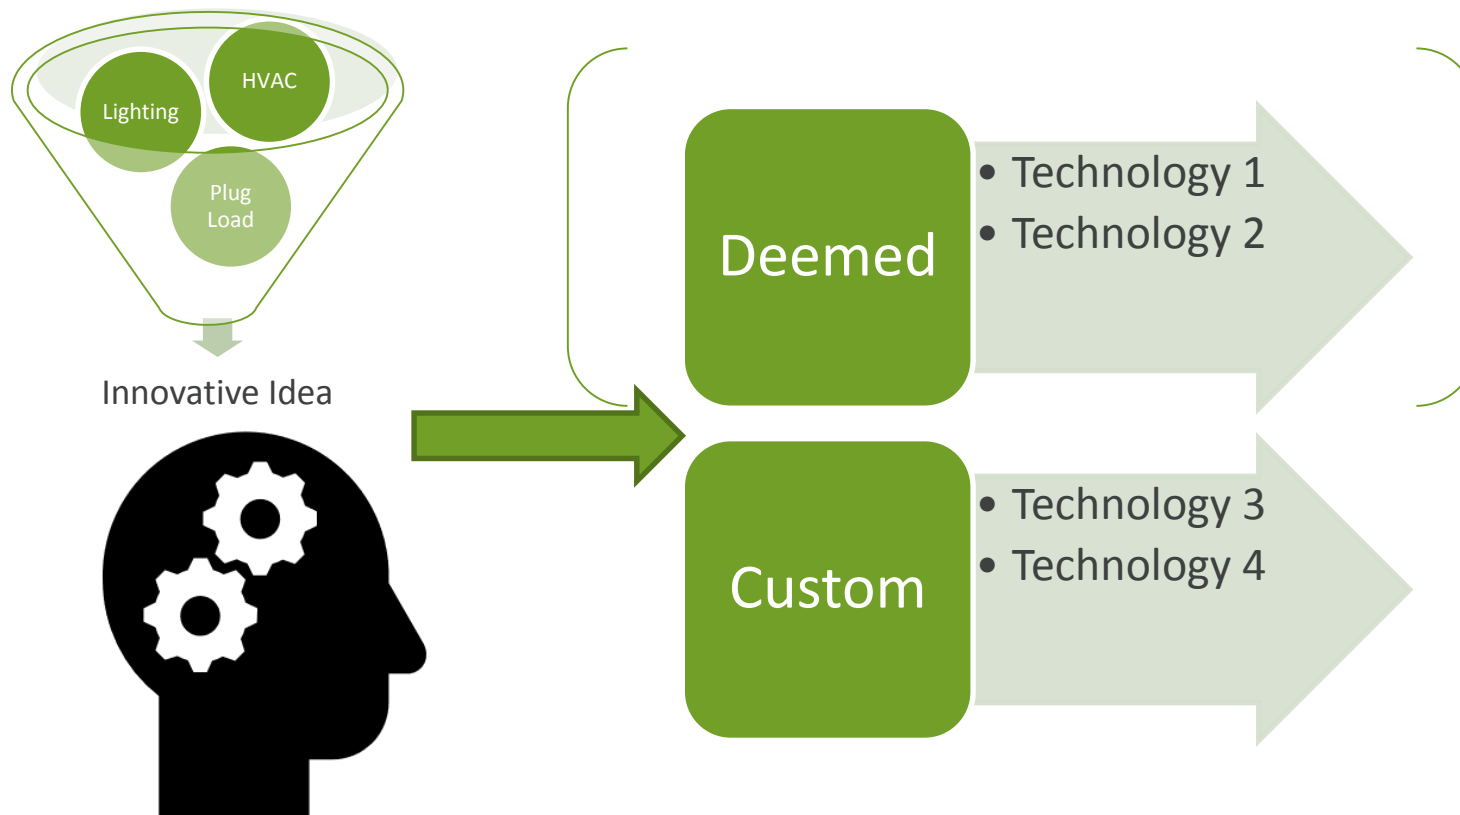 HVAC
Lighting
Plug
Load
Innovative Idea
Deemed
• Technology 1
• Technology 2
Custom
• Technology 3
• Technology 4